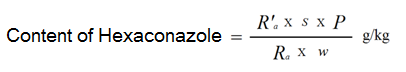 Content of Hexaconazole = R'ₐ x s x P / Rₐ x w g/kg